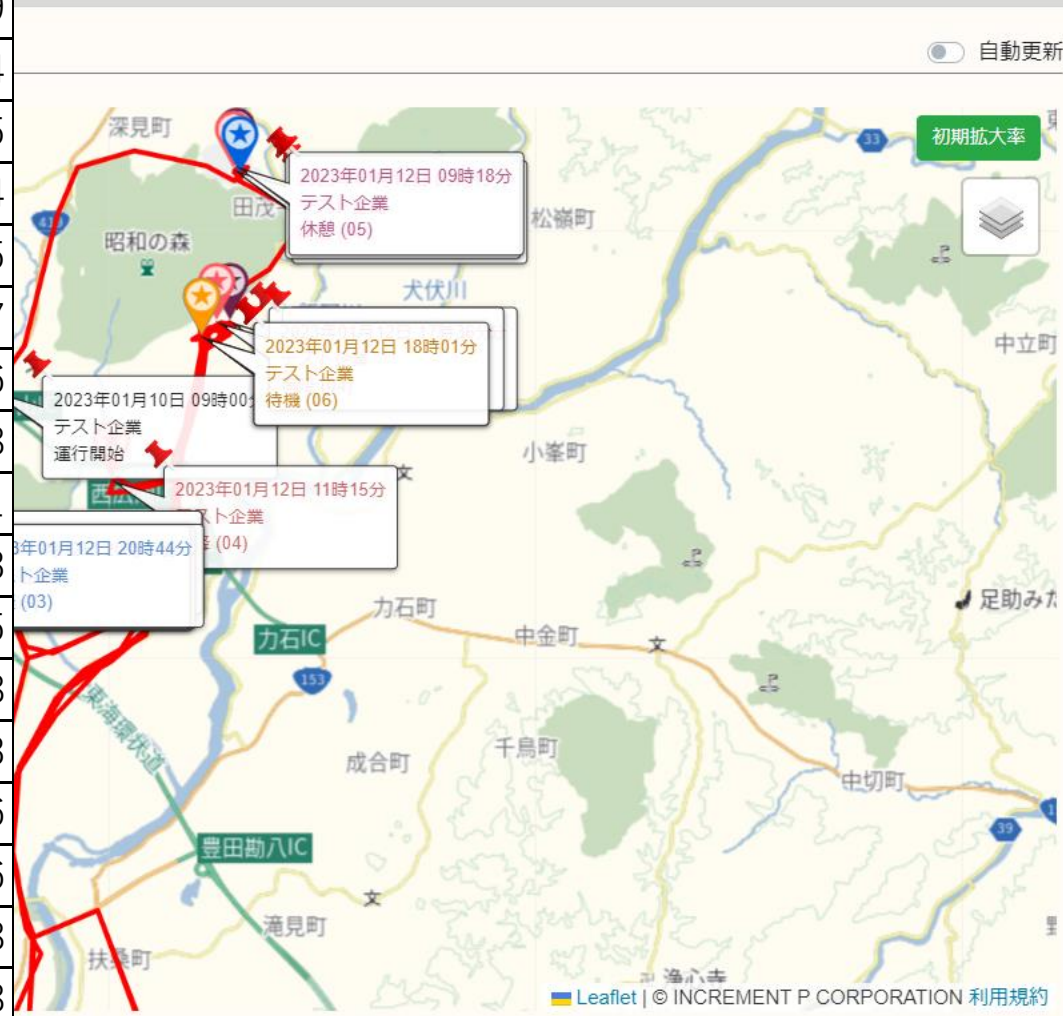 自動更新
初期拡大率
深見町
33
2023年01月12日 09時18分
テスト企業
休憩 (05)
田茂
松嶺町
昭和の森
犬伏川
中立町
2023年01月12日 18時01分
テスト企業
待機 (06)
2023年01月10日 09時00
テスト企業
運行開始
小峯町
文
西広
2023年01月12日 11時15分
スト企業
(04)
年01月12日 20時44分
ト企業
(03)
足助みた
力石町
力石IC
中金町
文
153
東海環状道
成合町
千鳥町
中切町
39
豊田勘八IC
文
滝見町
扶桑町
浄心寺
Leaflet | © INCREMENT P CORPORATION 利用規約